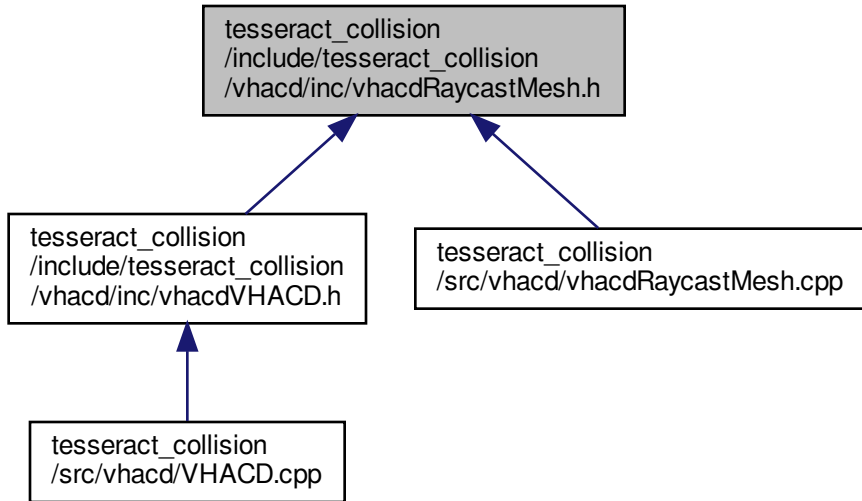 tesseract_collision
/include/tesseract_collision
/vhacd/inc/vhacdRaycastMesh.h
tesseract_collision
/include/tesseract_collision
/vhacd/inc/vhacdVHACD.h
tesseract_collision
/src/vhacd/vhacdRaycastMesh.cpp
tesseract_collision
/src/vhacd/VHACD.cpp